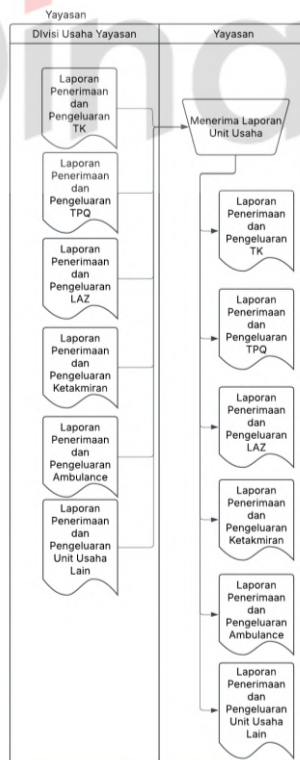 Yayasan
DIvisi Usaha Yayasan
Yayasan
Laporan
Penerimaan
dan
Pengeluaran
TK
Laporan
Penerimaan
dan
Pengeluaran
TPQ
Laporan
Penerimaan
dan
Pengeluaran
LAZ
Laporan
Penerimaan
dan
Pengeluaran
Ketakmiran
Laporan
Penerimaan
dan
Pengeluaran
Ambulance
Laporan
Penerimaan
dan
Pengeluaran
Unit Usaha
Lain
Menerima Laporan
Unit Usaha
Laporan
Penerimaan
dan
Pengeluaran
TK
Laporan
Penerimaan
dan
Pengeluaran
TPQ
Laporan
Penerimaan
dan
Pengeluaran
LAZ
Laporan
Penerimaan
dan
Pengeluaran
Ketakmiran
Laporan
Penerimaan
dan
Pengeluaran
Ambulance
Laporan
Penerimaan
dan
Pengeluaran
Unit Usaha
Lain